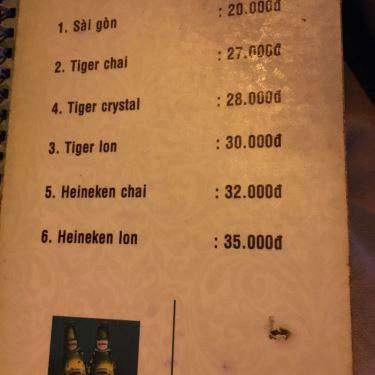 1. Sài gòn : 20.000đ
2. Tiger chai : 27.000đ
4. Tiger crystal : 28.000đ
3. Tiger lon : 30.000đ
5. Heineken chai : 32.000đ
6. Heineken lon : 35.000đ